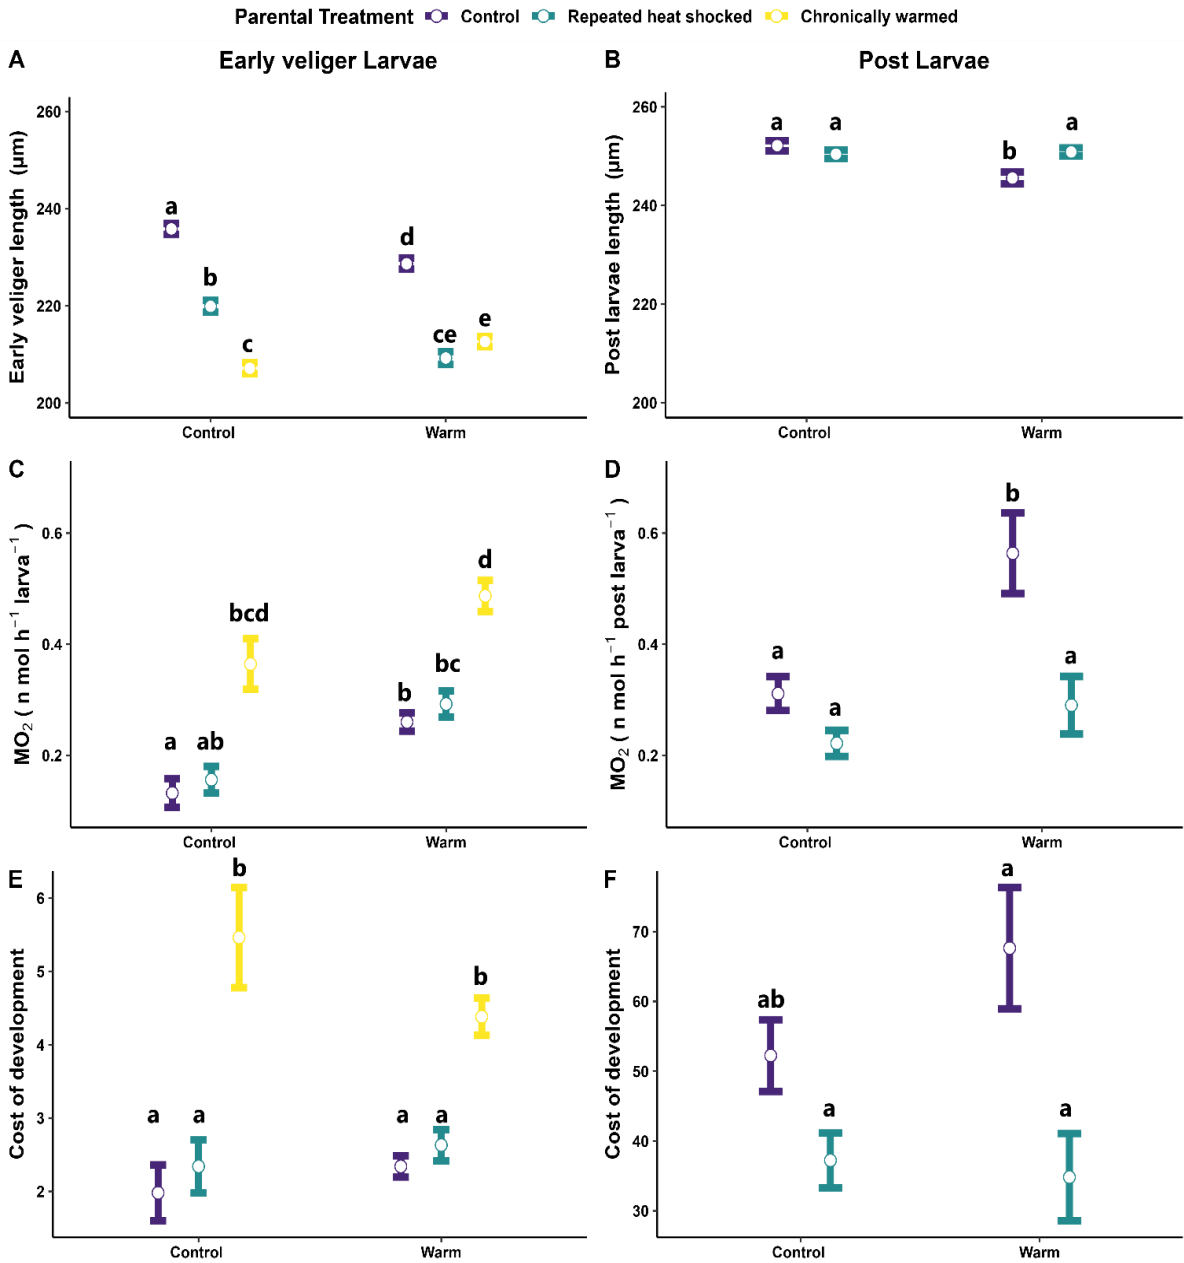 Parental Treatment Control Repeated heat shocked Chronically warmed
A Early veliger Larvae
Early veliger length (µm)
260
240
220
200
a
b
c
d
ce
e
Control Warm
B Post Larvae
Post larvae length (µm)
260
240
220
200
a
a
b
a
Control Warm
C
MO₂ ( n mol h⁻¹ larva⁻¹ )
0.6
0.4
0.2
a
ab
bcd
b
bc
d
Control Warm
D
MO₂ ( n mol h⁻¹ post larva⁻¹ )
0.6
0.4
0.2
a
a
b
a
Control Warm
E
Cost of development
6
5
4
3
2
a
a
b
a
a
b
Control Warm
F
Cost of development
70
60
50
40
30
ab
a
a
a
Control Warm